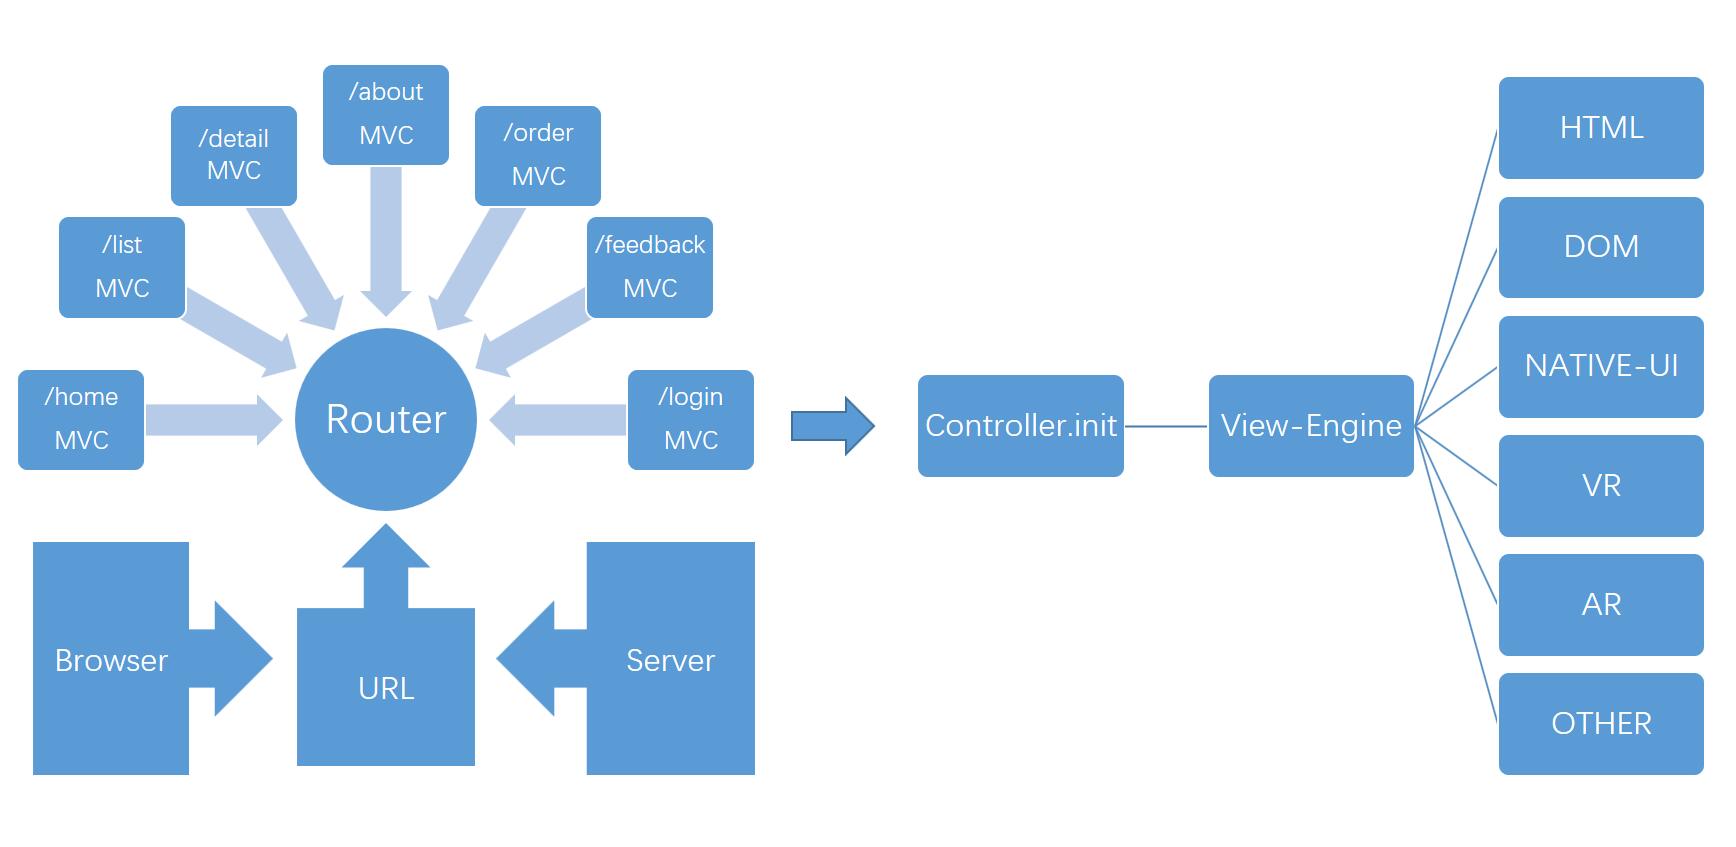 /about
MVC
/detail
MVC
/order
MVC
/list
MVC
/feedback
MVC
/home
MVC
Router
/login
MVC
Browser
URL
Server
Controller.init
View-Engine
HTML
DOM
NATIVE-UI
VR
AR
OTHER